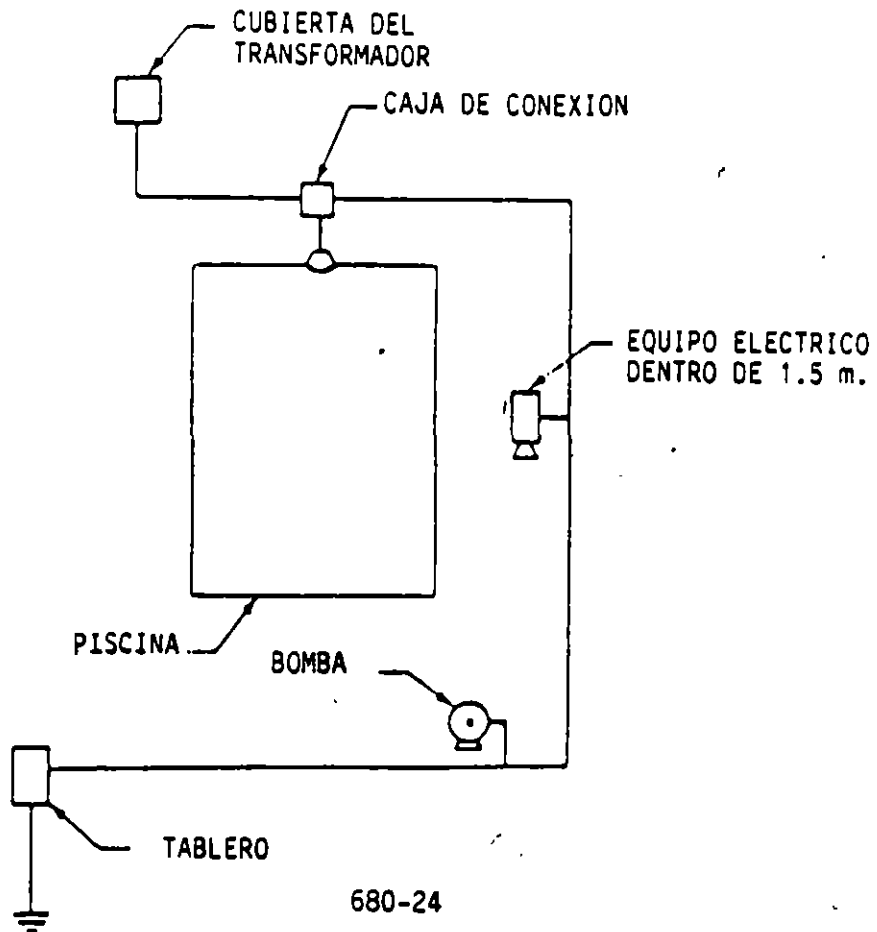 CUBIERTA DEL
TRANSFORMADOR
CAJA DE CONEXION
EQUIPO ELECTRICO
DENTRO DE 1.5 m.
PISCINA
BOMBA
TABLERO
680-24